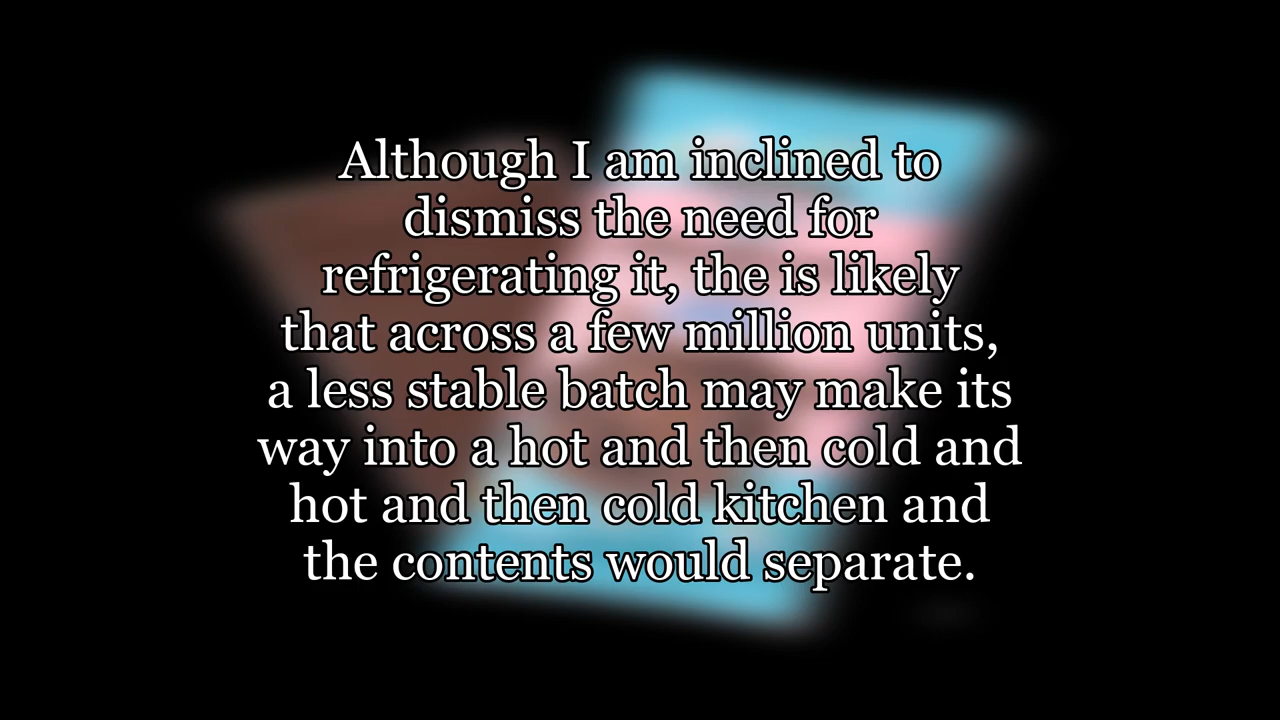 Although I am inclined to
dismiss the need for
refrigerating it, the is likely
that across a few million units,
a less stable batch may make its
way into a hot and then cold and
hot and then cold kitchen and
the contents would separate.